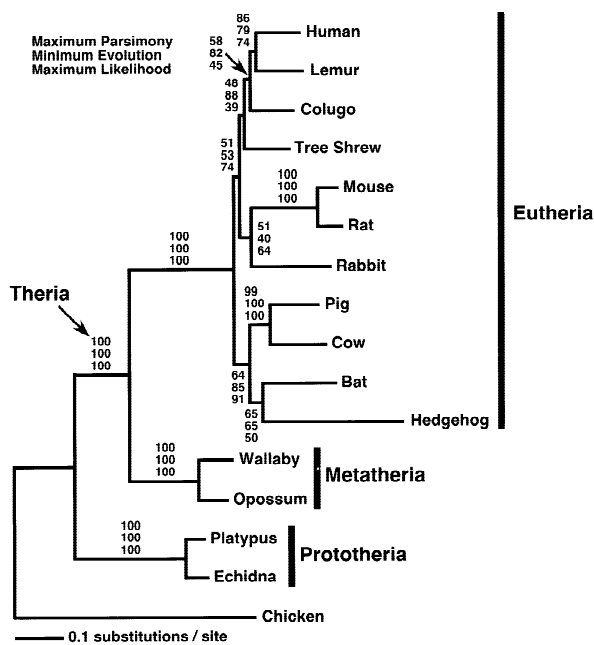 86
79
74
Human
Maximum Parsimony
Minimum Evolution
Maximum Likelihood
58
82
45
Lemur
48
88
39
Colugo
51
53
74
Tree Shrew
100
100
100
Mouse
Rat
Eutheria
51
40
64
100
100
100
Rabbit
Theria
99
100
100
Pig
100
100
100
Cow
64
85
91
Bat
65
65
50
Hedgehog
100
100
100
Wallaby
Metatheria
Opossum
100
100
100
Platypus
Prototheria
Echidna
Chicken
0.1 substitutions / site